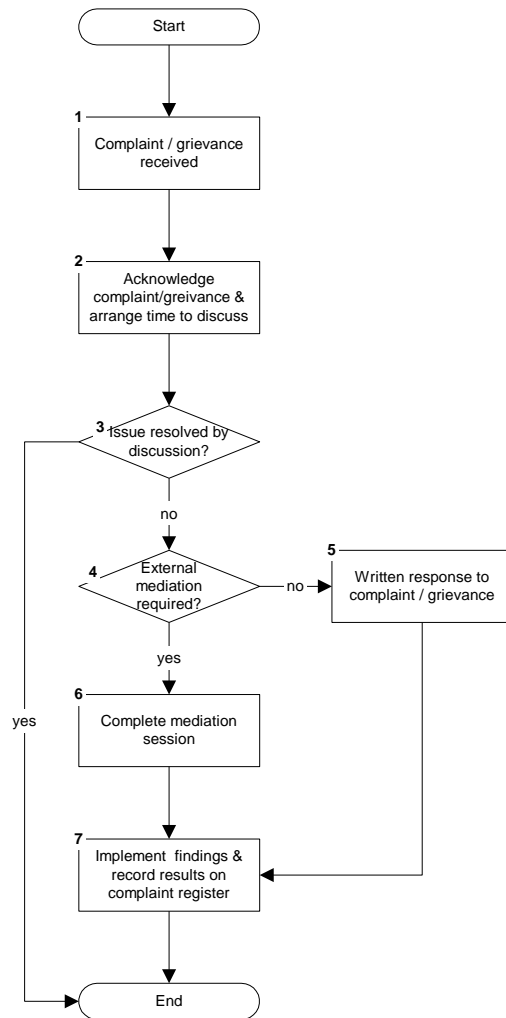 Start
1
Complaint / grievance
received
2
Acknowledge
complaint/greivance &
arrange time to discuss
3
Issue resolved by
discussion?
no
4
External
mediation
required?
no
5
Written response to
complaint / grievance
yes
6
Complete mediation
session
yes
7
Implement findings &
record results on
complaint register
End